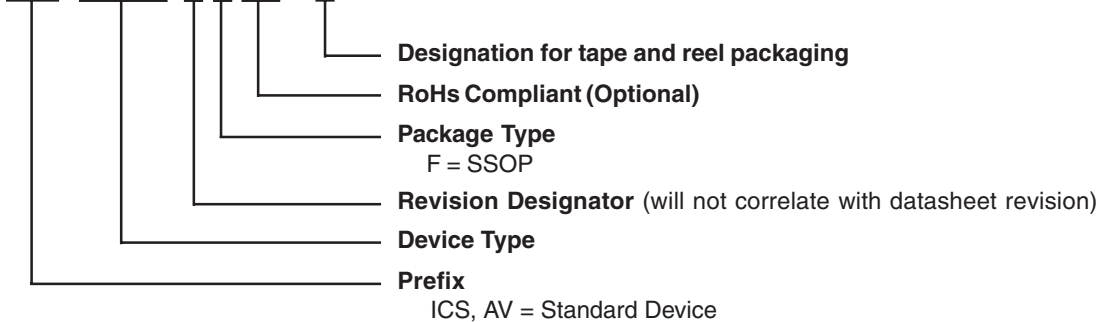 Designation for tape and reel packaging
RoHs Compliant (Optional)
Package Type
F = SSOP
Revision Designator (will not correlate with datasheet revision)
Device Type
Prefix
ICS, AV = Standard Device